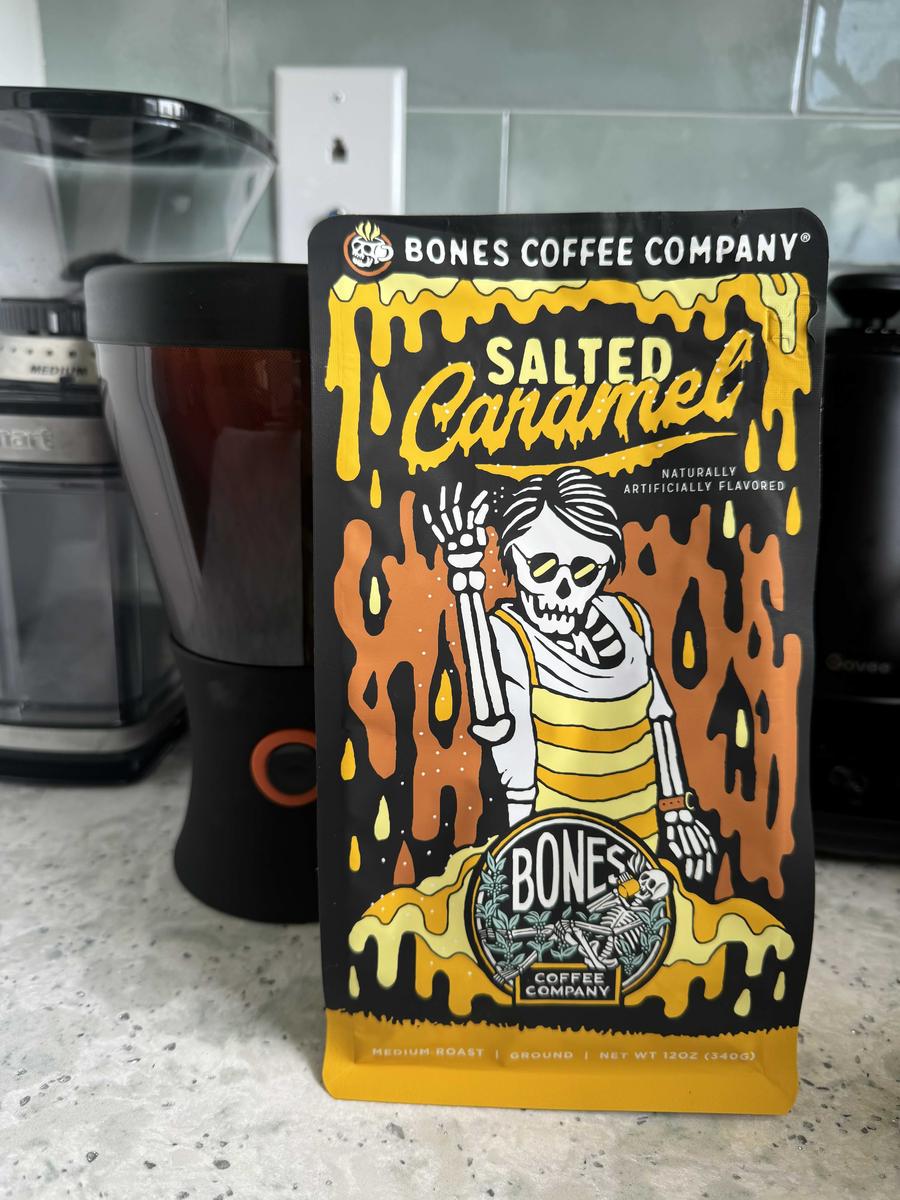 BONES COFFEE COMPANY®
SALTED
Caramel
NATURALLY
ARTIFICIALLY FLAVORED
BONES
COFFEE
COMPANY
MEDIUM ROAST | GROUND | NET WT 12OZ (340G)
MEDIUM
Govee